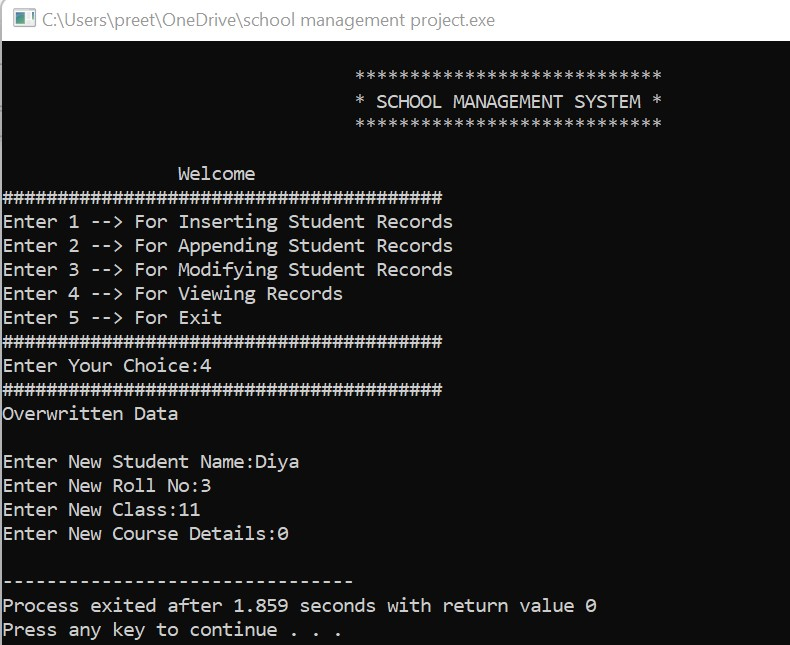 C:\Users\preet\OneDrive\school management project.exe
****************************
* SCHOOL MANAGEMENT SYSTEM *
****************************
Welcome
########################################
Enter 1 --> For Inserting Student Records
Enter 2 --> For Appending Student Records
Enter 3 --> For Modifying Student Records
Enter 4 --> For Viewing Records
Enter 5 --> For Exit
########################################
Enter Your Choice:4
########################################
Overwritten Data
Enter New Student Name:Diya
Enter New Roll No:3
Enter New Class:11
Enter New Course Details:0
--------------------------------
Process exited after 1.859 seconds with return value 0
Press any key to continue . . .